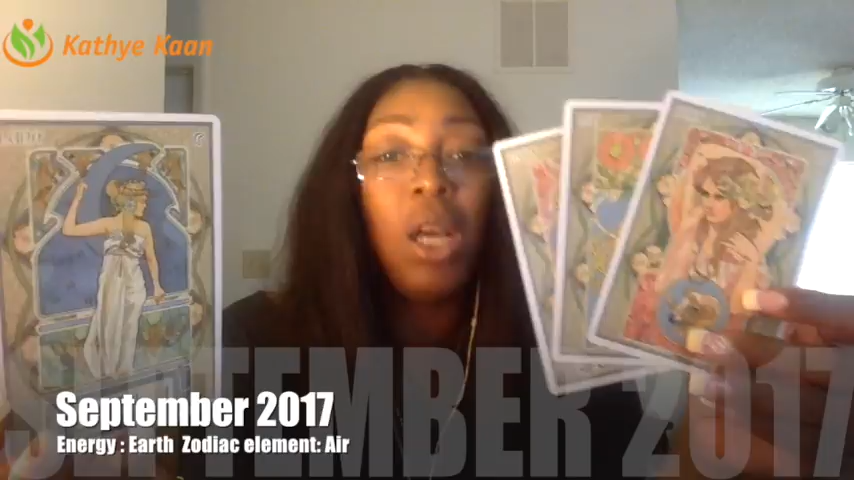 Kathye Kaan
September 2017
Energy : Earth Zodiac element: Air
SEPTEMBER 2017